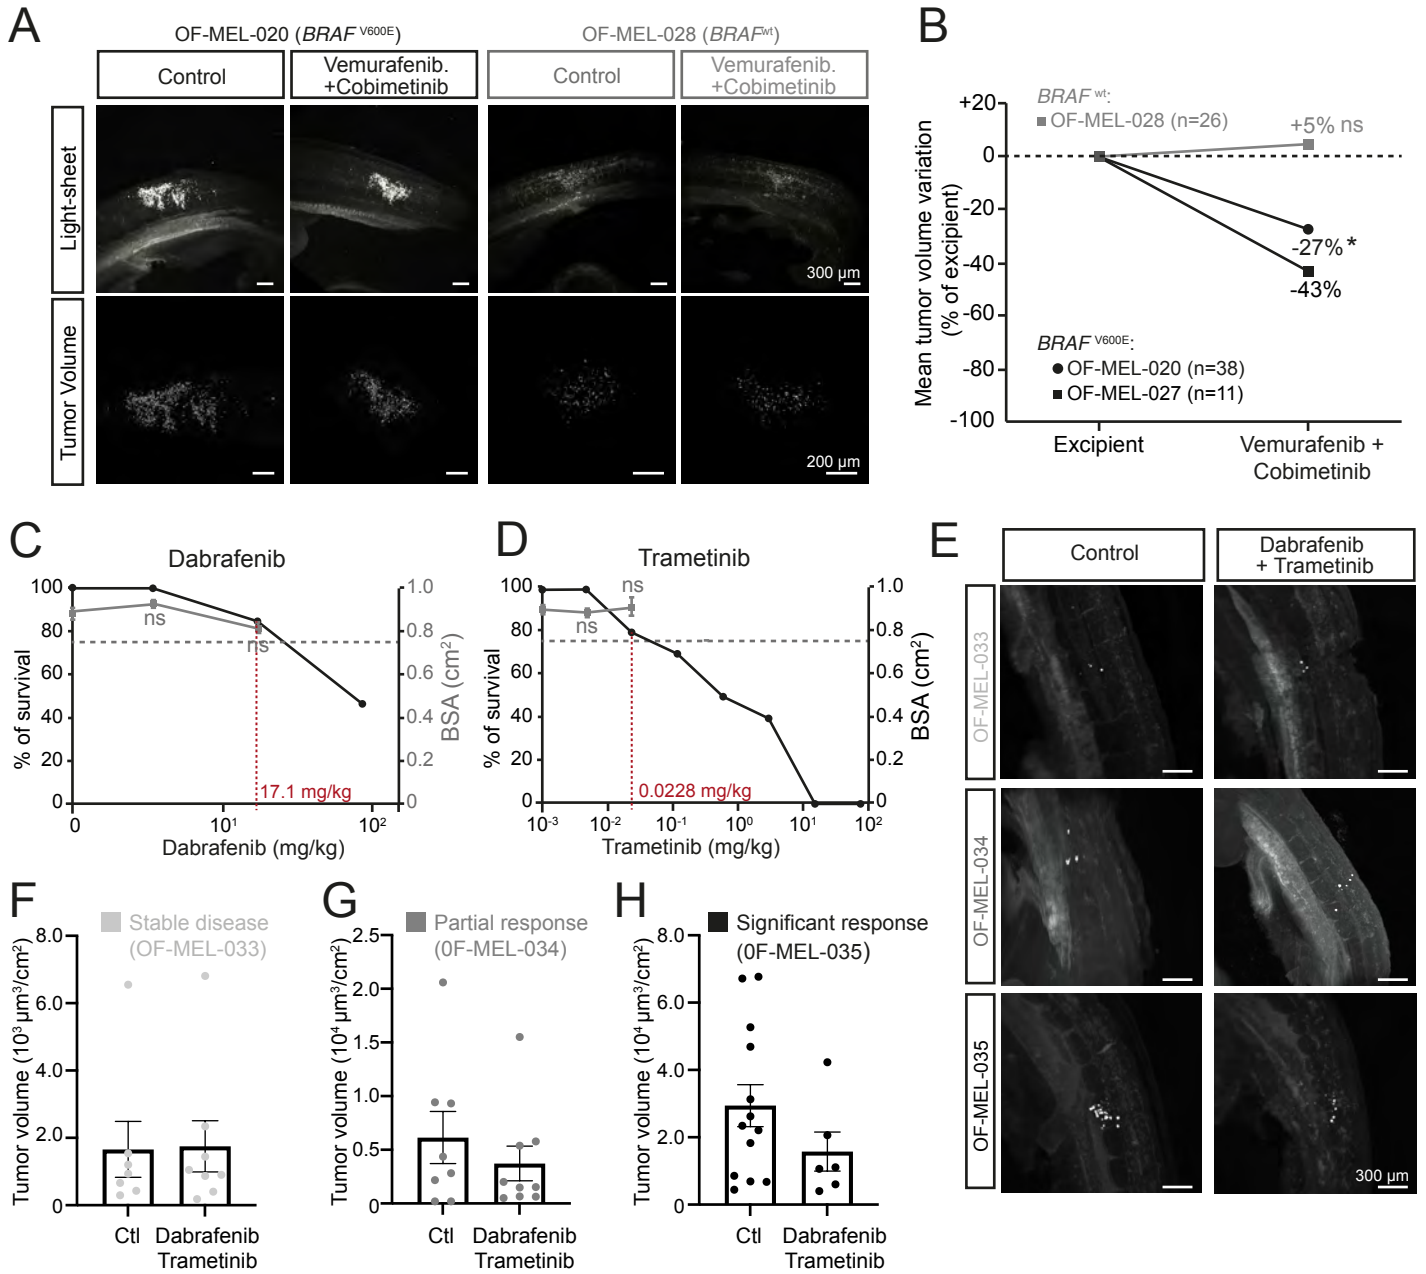 A
OF-MEL-020 (BRAF V600E)
OF-MEL-028 (BRAFwt)
Control
Vemurafenib.
+Cobimetinib
Control
Vemurafenib.
+Cobimetinib
Light-sheet
300 µm
Tumor Volume
200 µm
B
Mean tumor volume variation
(% of excipient)
+20
0
-20
-40
-60
-80
-100
BRAF wt:
OF-MEL-028 (n=26)
+5% ns
-27% *
-43%
BRAF V600E:
OF-MEL-020 (n=38)
OF-MEL-027 (n=11)
Excipient
Vemurafenib +
Cobimetinib
C
Dabrafenib
% of survival
100
80
60
40
20
0
ns
ns
17.1 mg/kg
1.0
0.8
0.6
0.4
0.2
0
BSA (cm²)
0
10¹
10²
Dabrafenib (mg/kg)
D
Trametinib
% of survival
100
80
60
40
20
0
ns
ns
0.0228 mg/kg
1.0
0.8
0.6
0.4
0.2
0
BSA (cm²)
10⁻³
10⁻²
10⁻¹
10⁰
10¹
10²
Trametinib (mg/kg)
E
Control
Dabrafenib
+ Trametinib
OF-MEL-033
OF-MEL-034
OF-MEL-035
300 µm
F
Stable disease
(OF-MEL-033)
Tumor volume (10³ µm³/cm²)
8.0
6.0
4.0
2.0
0
Ctl
Dabrafenib
Trametinib
G
Partial response
(0F-MEL-034)
Tumor volume (10⁴ µm³/cm²)
2.5
2.0
1.5
1.0
0.5
0
Ctl
Dabrafenib
Trametinib
H
Significant response
(0F-MEL-035)
Tumor volume (10⁴ µm³/cm²)
8.0
6.0
4.0
2.0
0
Ctl
Dabrafenib
Trametinib